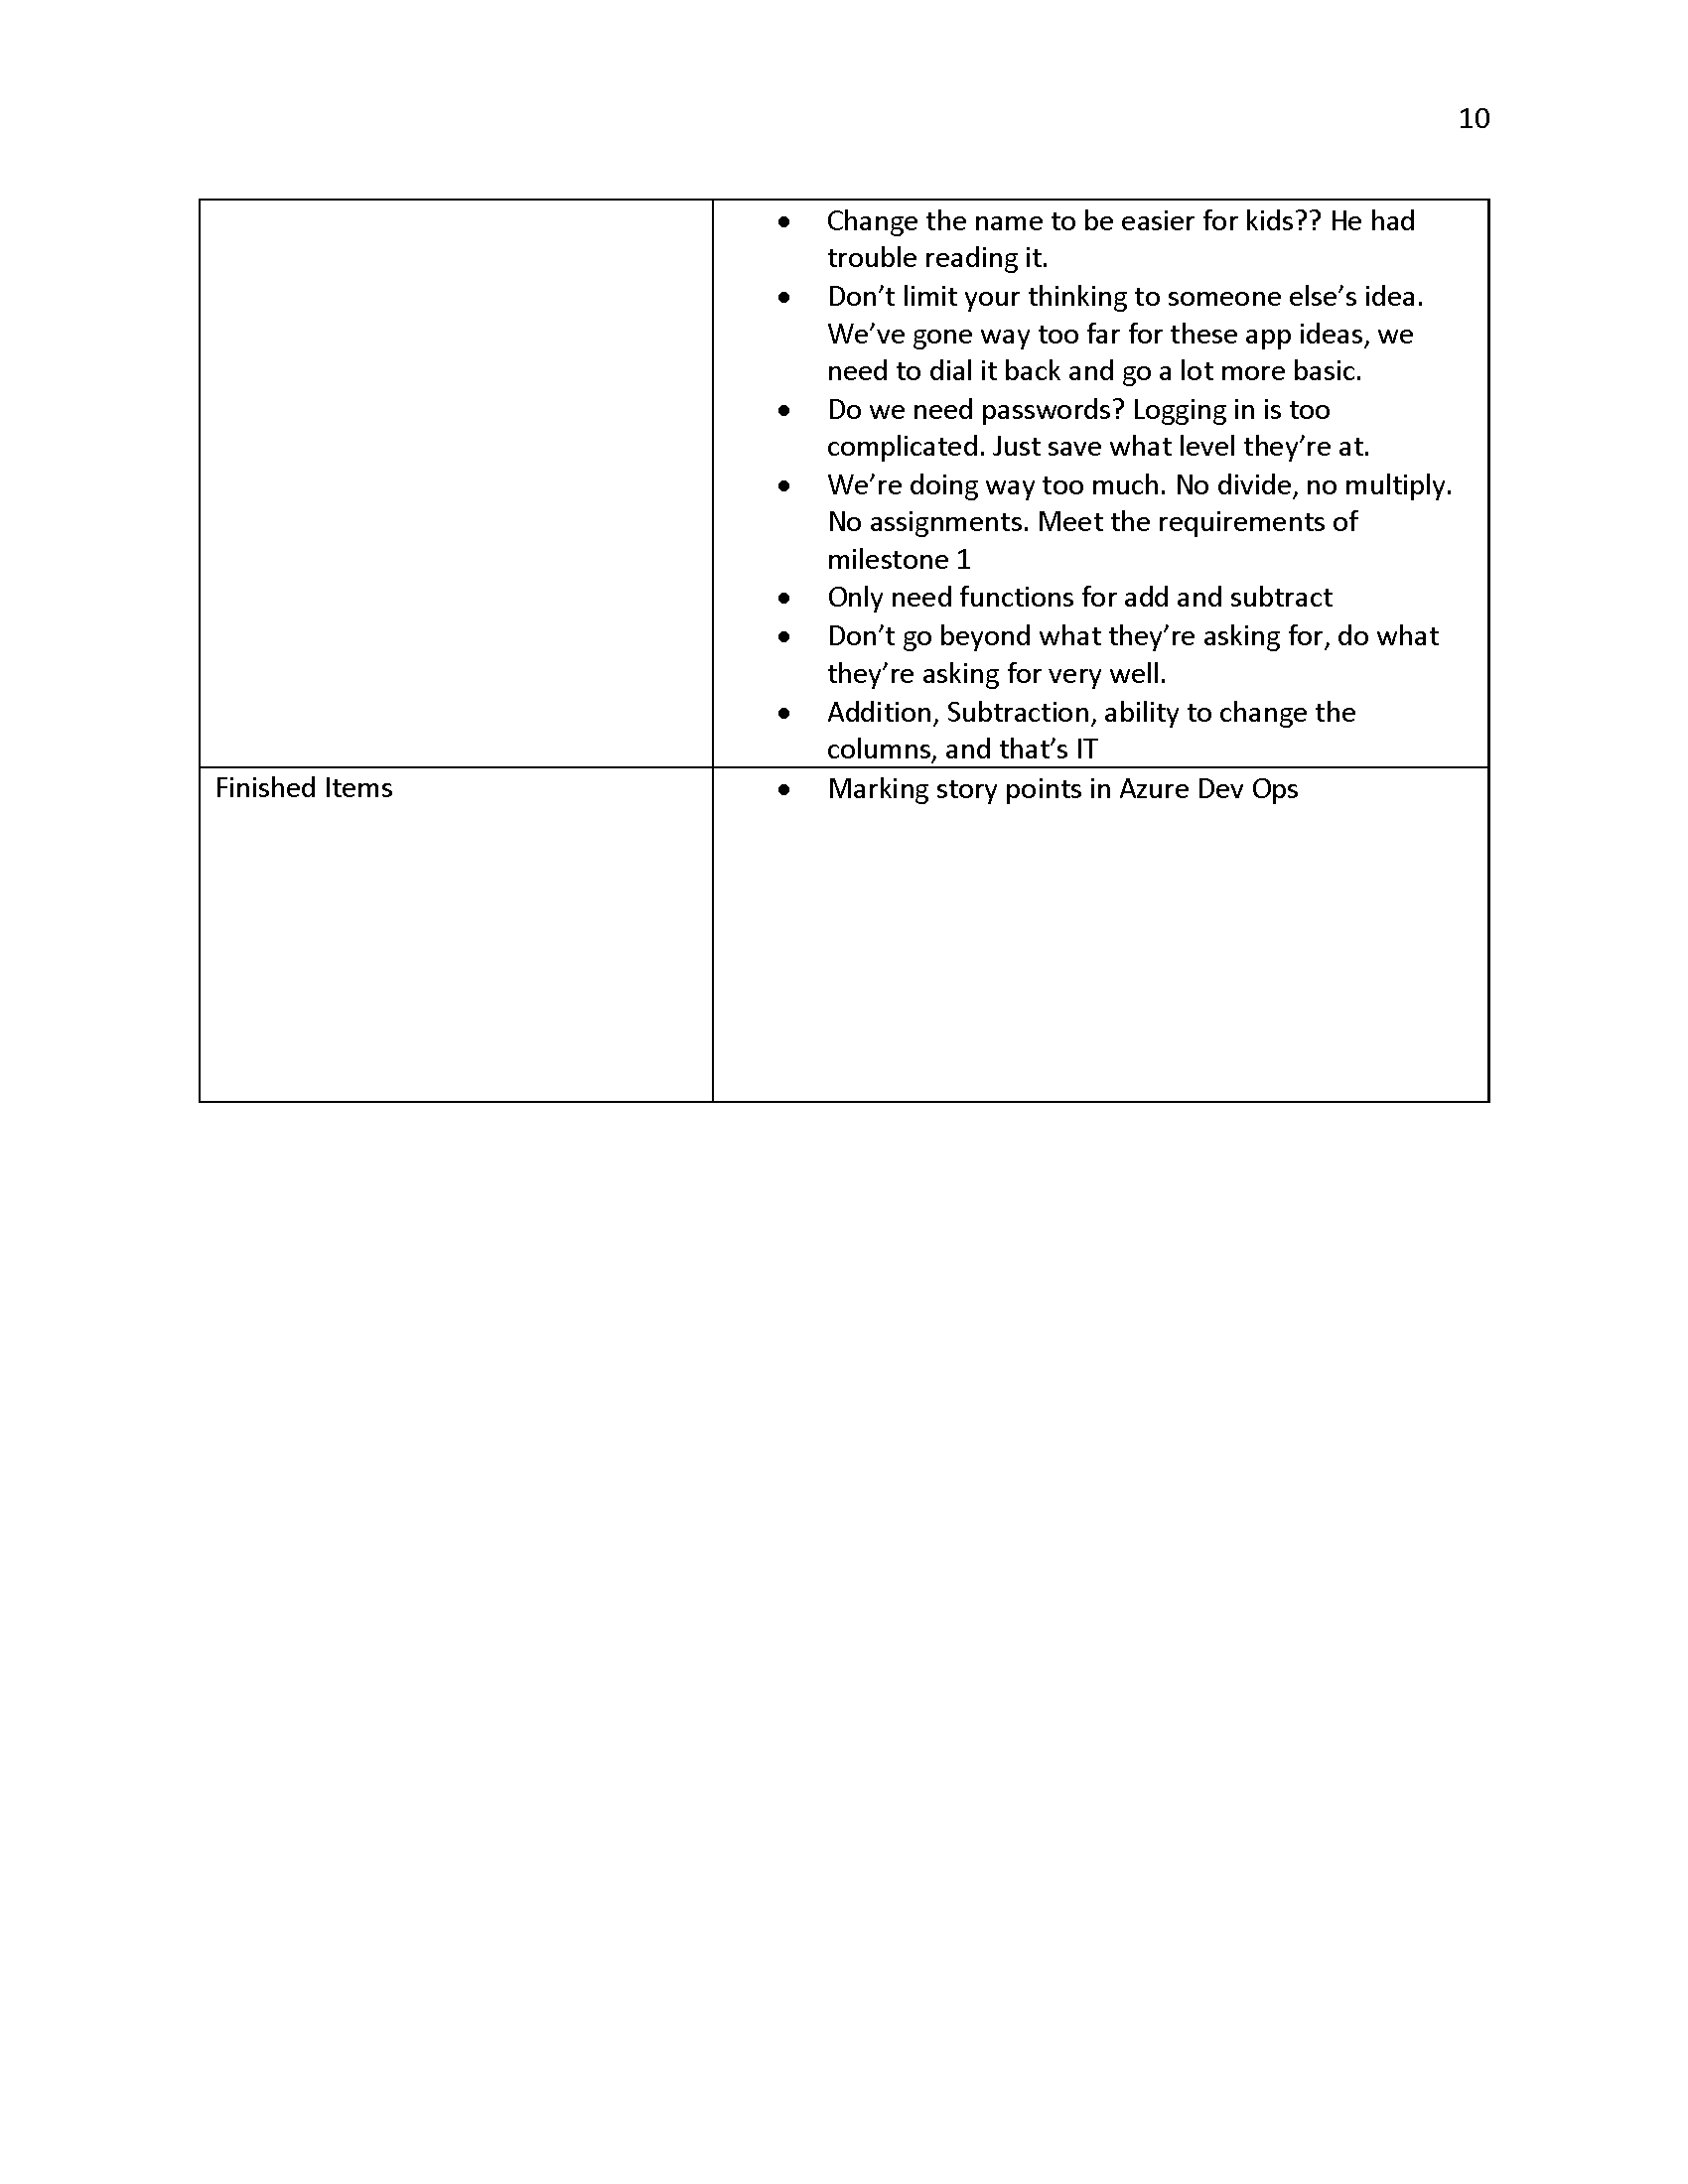 10
• Change the name to be easier for kids?? He had
trouble reading it.
• Don’t limit your thinking to someone else’s idea.
We’ve gone way too far for these app ideas, we
need to dial it back and go a lot more basic.
• Do we need passwords? Logging in is too
complicated. Just save what level they’re at.
• We’re doing way too much. No divide, no multiply.
No assignments. Meet the requirements of
milestone 1
• Only need functions for add and subtract
• Don’t go beyond what they’re asking for, do what
they’re asking for very well.
• Addition, Subtraction, ability to change the
columns, and that’s IT
Finished Items
• Marking story points in Azure Dev Ops